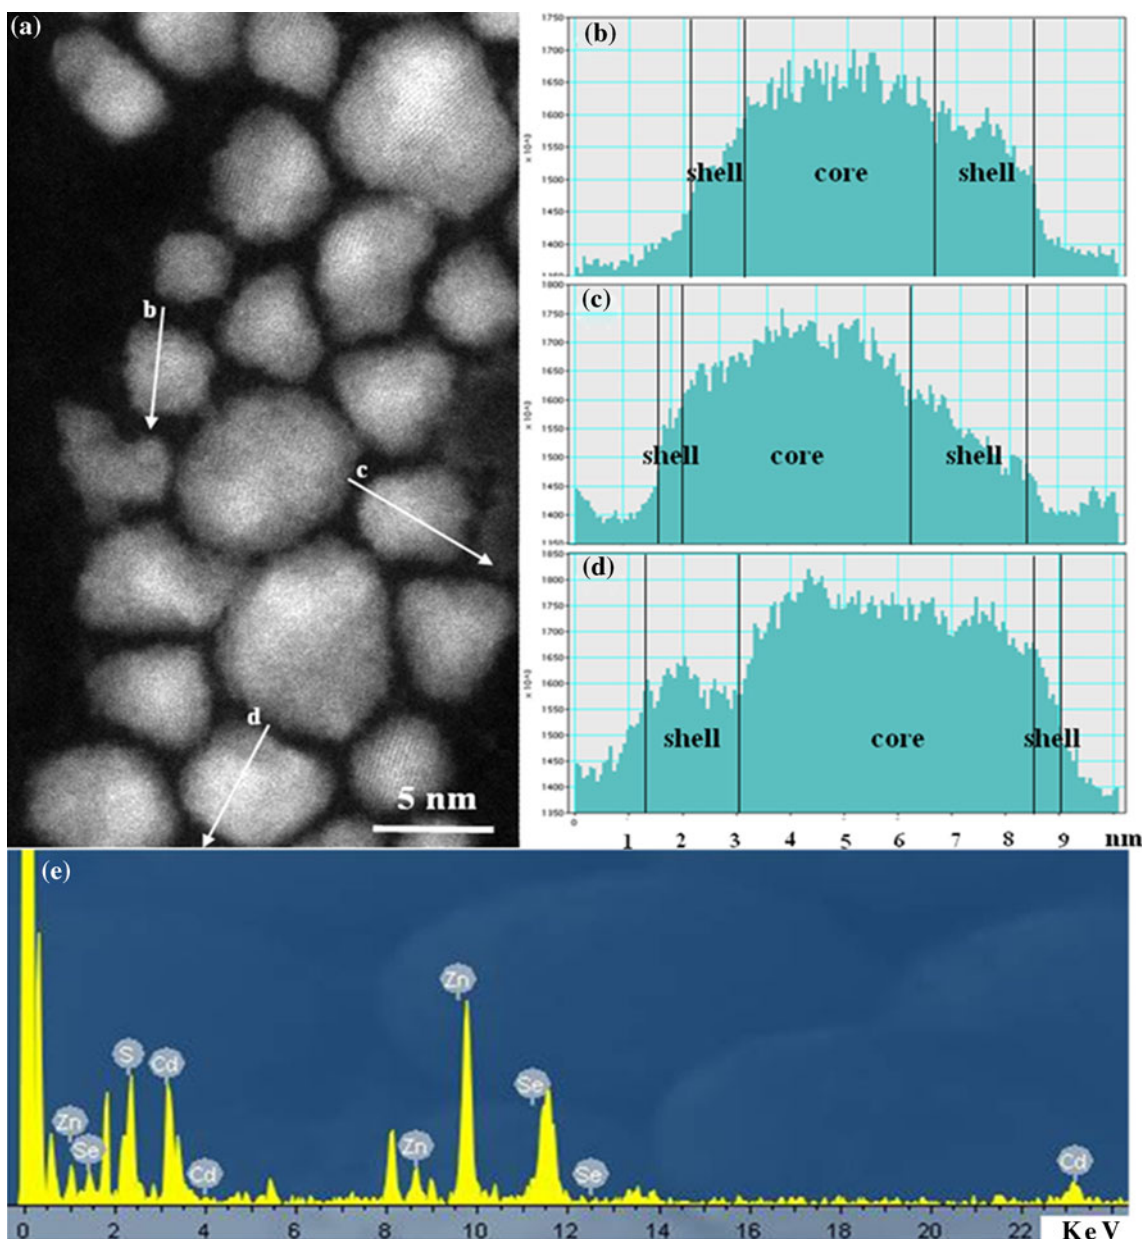 (a)
b
c
d
5 nm
(b)
1750
1700
1650
1600
1550
1500
1450
1400
shell core shell
(c)
1800
1750
1700
1650
1600
1550
1500
1450
1400
shell core shell
(d)
1850
1800
1750
1700
1650
1600
1550
1500
1450
1400
1350
shell core shell
0 1 2 3 4 5 6 7 8 9 nm
(e)
Zn
Se
S
Cd
Cd
Zn
Zn
Se
Se
Cd
0 2 4 6 8 10 12 14 16 18 20 22 KeV